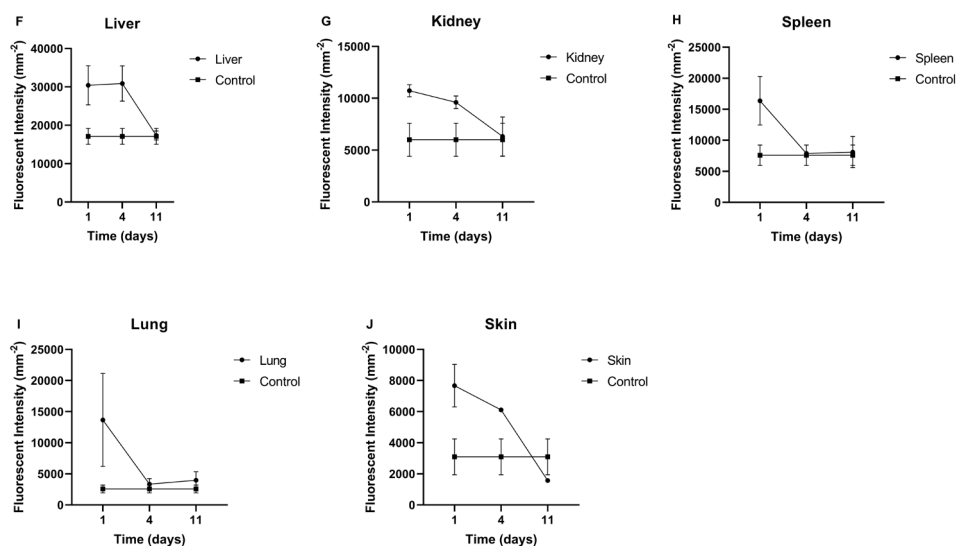 F
Liver
Fluorescent Intensity (mm⁻²)
40000
30000
20000
10000
0
1 4 11
Time (days)
Liver
Control
G
Kidney
Fluorescent Intensity (mm⁻²)
15000
10000
5000
0
1 4 11
Time (days)
Kidney
Control
H
Spleen
Fluorescent Intensity (mm⁻²)
25000
20000
15000
10000
5000
0
1 4 11
Time (days)
Spleen
Control
I
Lung
Fluorescent Intensity (mm⁻²)
25000
20000
15000
10000
5000
0
1 4 11
Time (days)
Lung
Control
J
Skin
Fluorescent Intensity (mm⁻²)
10000
8000
6000
4000
2000
0
1 4 11
Time (days)
Skin
Control